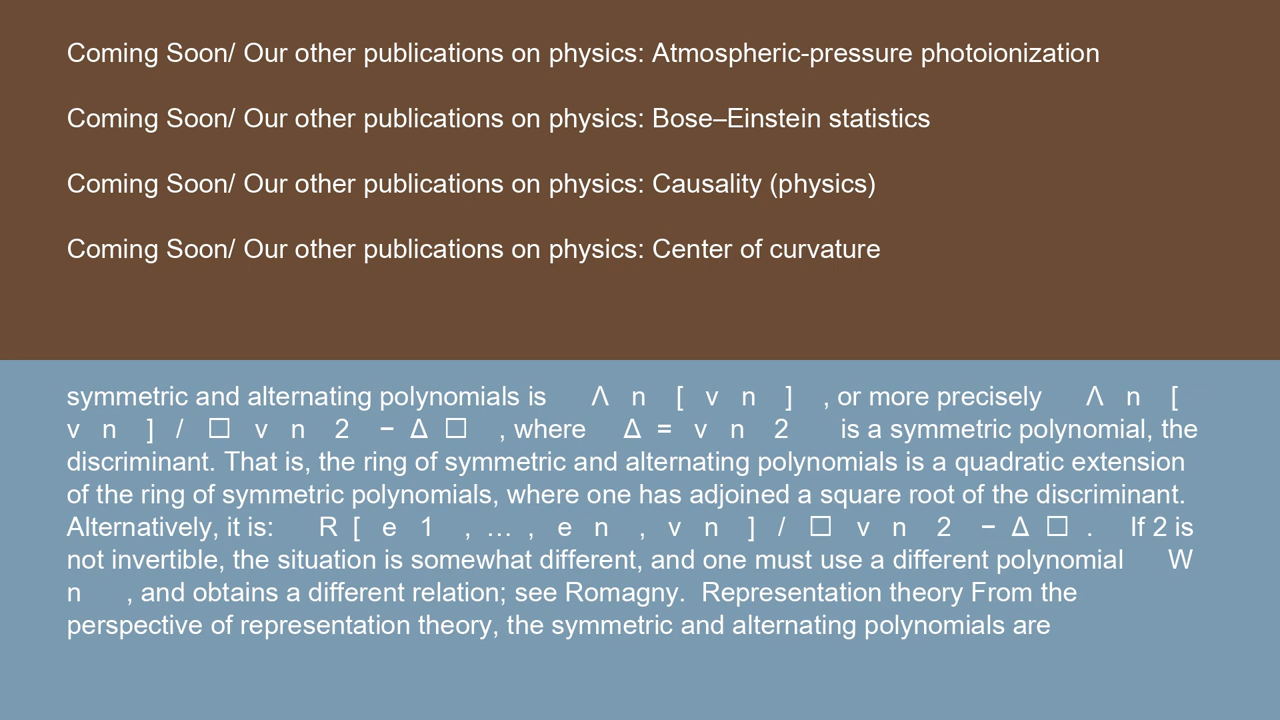 Coming Soon/ Our other publications on physics: Atmospheric-pressure photoionization
Coming Soon/ Our other publications on physics: Bose–Einstein statistics
Coming Soon/ Our other publications on physics: Causality (physics)
Coming Soon/ Our other publications on physics: Center of curvature
symmetric and alternating polynomials is Λ n [ v n ] , or more precisely Λ n [
v n ] / □ v n 2 − Δ □ , where Δ = v n 2 is a symmetric polynomial, the
discriminant. That is, the ring of symmetric and alternating polynomials is a quadratic extension
of the ring of symmetric polynomials, where one has adjoined a square root of the discriminant.
Alternatively, it is: R [ e 1 , … , e n , v n ] / □ v n 2 − Δ □ . If 2 is
not invertible, the situation is somewhat different, and one must use a different polynomial W
n , and obtains a different relation; see Romagny. Representation theory From the
perspective of representation theory, the symmetric and alternating polynomials are